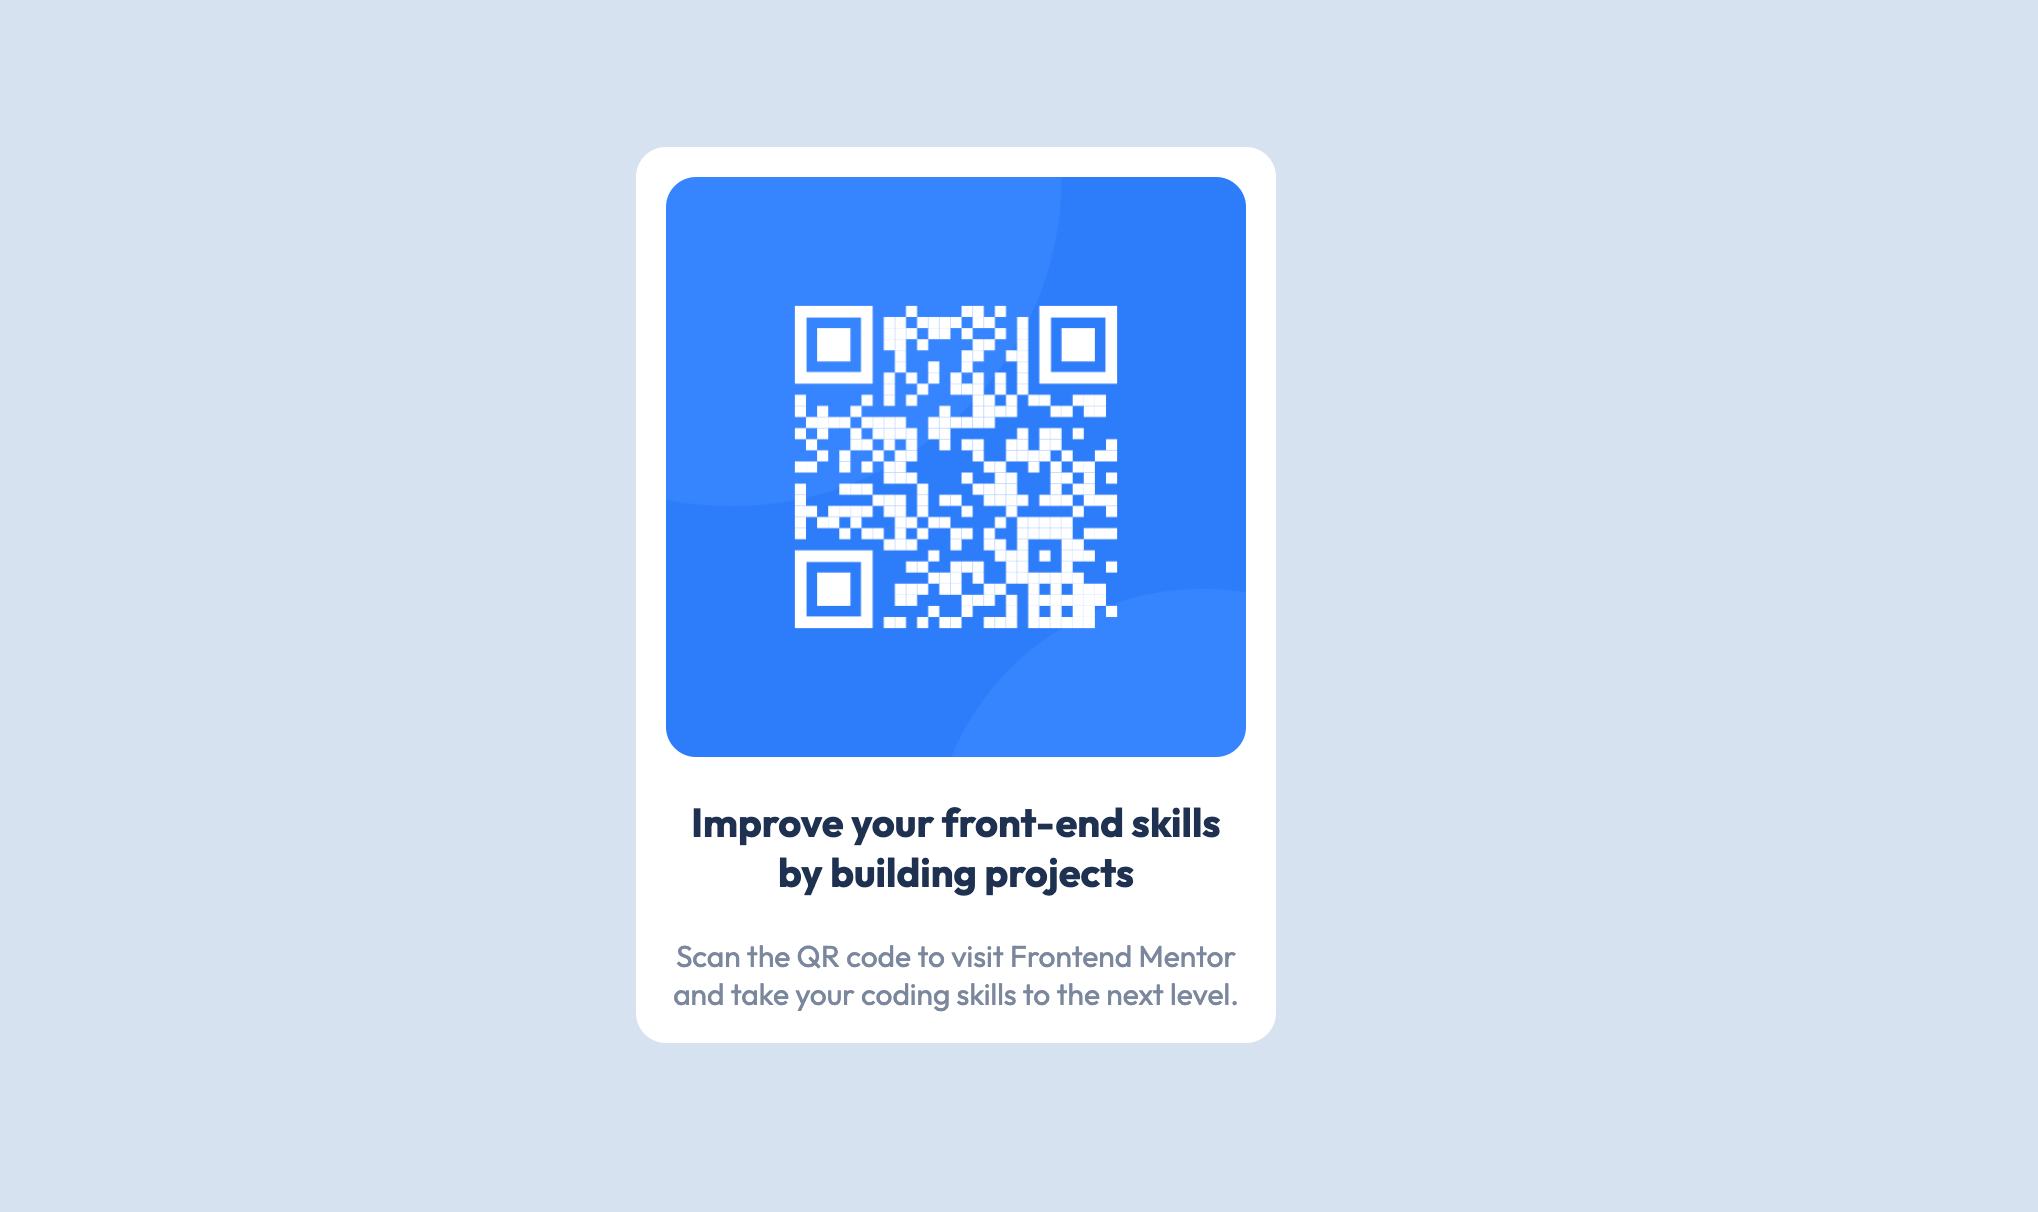 Improve your front-end skills
by building projects
Scan the QR code to visit Frontend Mentor
and take your coding skills to the next level.